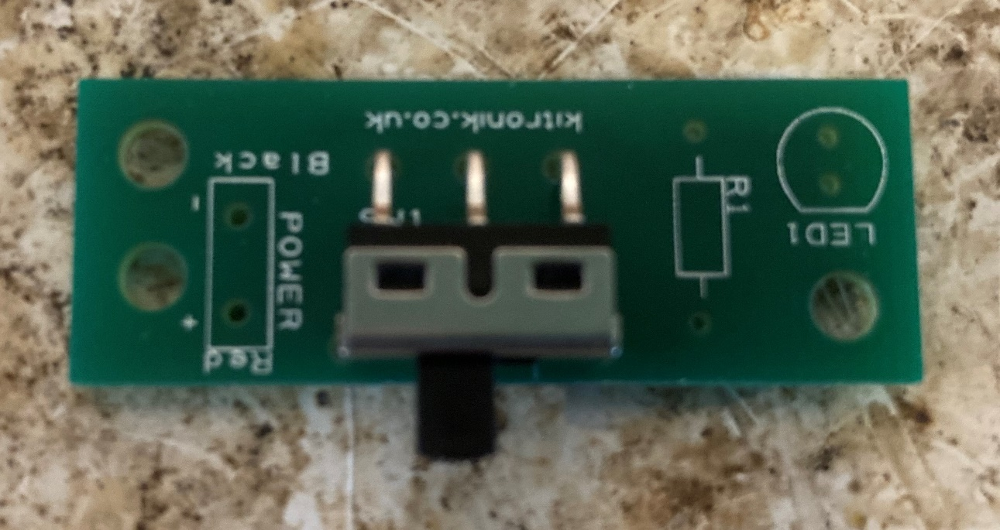 kitronik.co.uk
Black
-
POWER
+
Red
R1
LED1